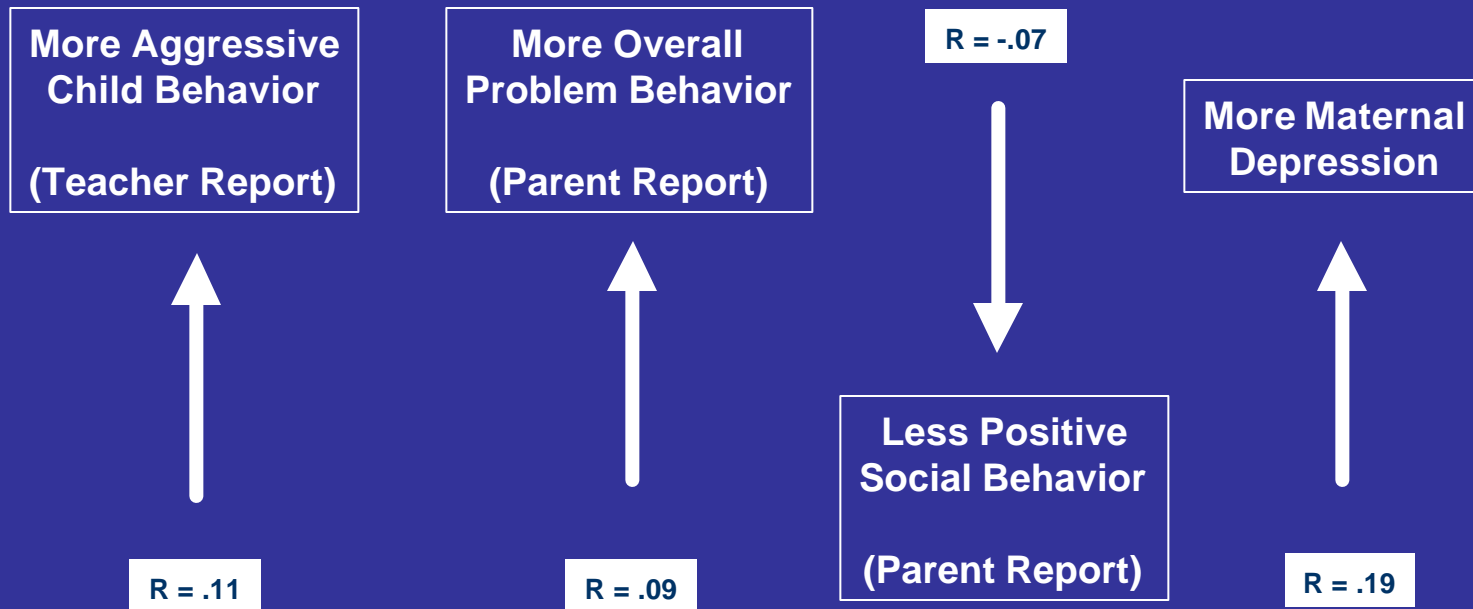 More Aggressive
Child Behavior
(Teacher Report)
R = .11
More Overall
Problem Behavior
(Parent Report)
R = .09
R = -.07
Less Positive
Social Behavior
(Parent Report)
More Maternal
Depression
R = .19